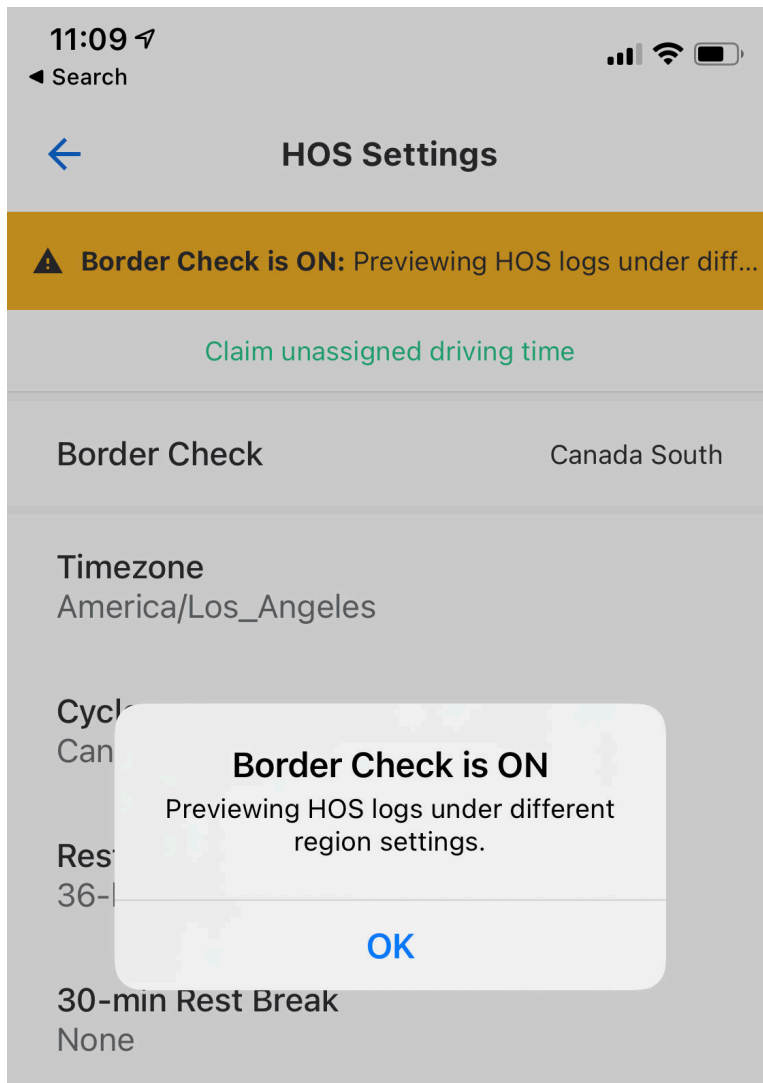 11:09
Search
HOS Settings
Border Check is ON: Previewing HOS logs under diff...
Claim unassigned driving time
Border Check Canada South
Timezone
America/Los_Angeles
Border Check is ON
Previewing HOS logs under different
region settings.
OK
30-min Rest Break
None